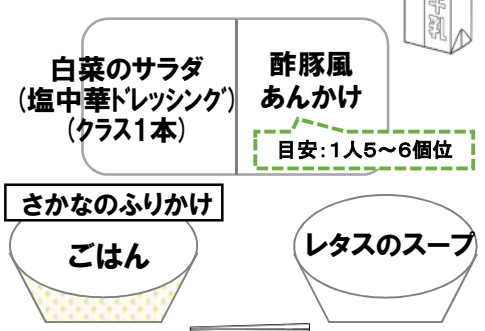 牛乳
白菜のサラダ
(塩中華ドレッシング)
(クラス1本)
酢豚風
あんかけ
目安:1人5～6個位
さかなのふりかけ
ごはん
レタスのスープ